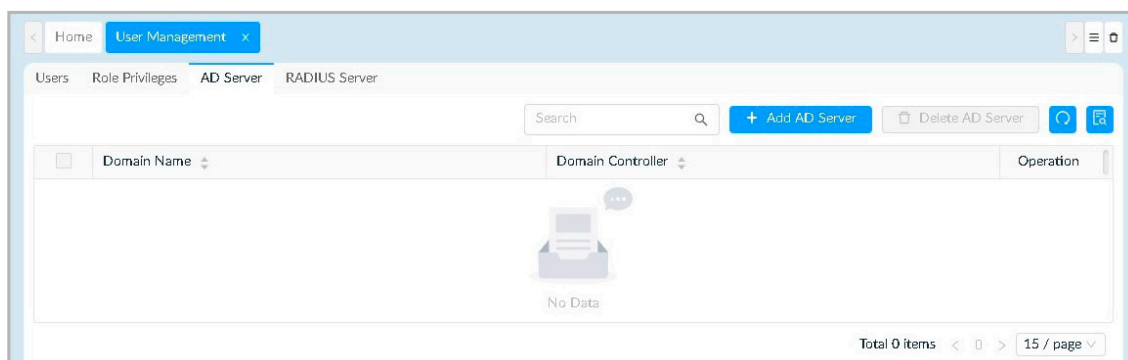 Home User Management x
Users Role Privileges AD Server RADIUS Server
Search + Add AD Server Delete AD Server
Domain Name Domain Controller Operation
No Data
Total 0 items < 0 > 15 / page